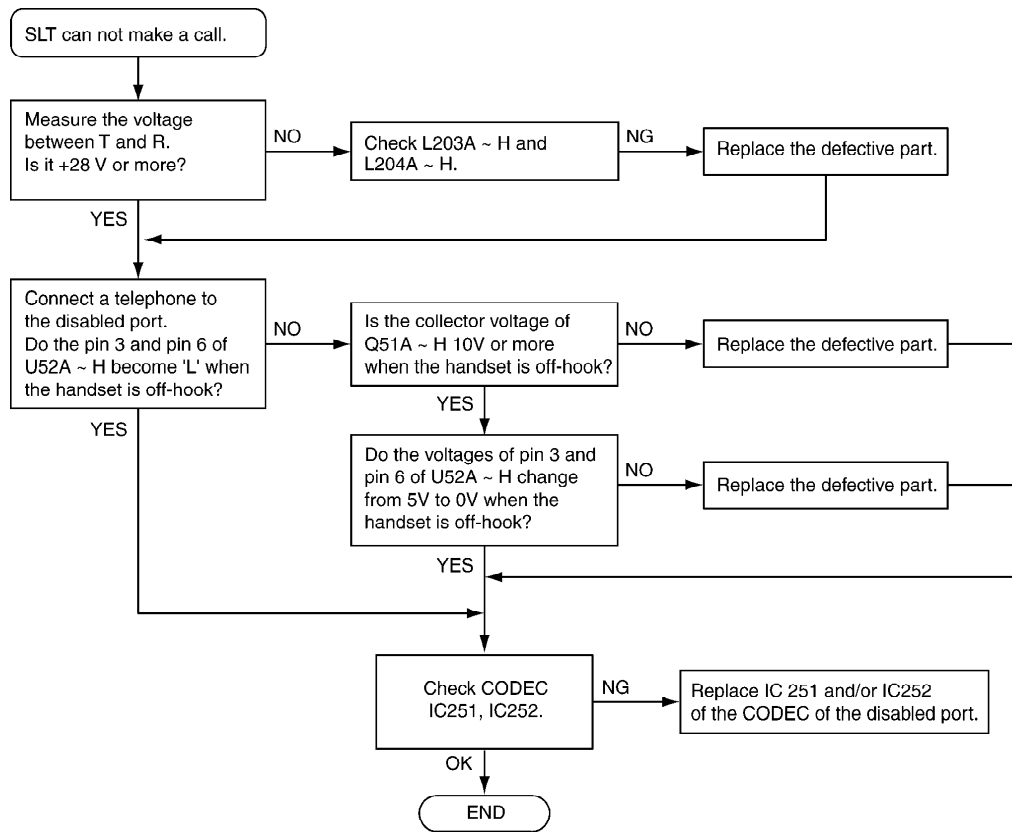 SLT can not make a call.
Measure the voltage
between T and R.
Is it +28 V or more?
NO
Check L203A ~ H and
L204A ~ H.
NG
Replace the defective part.
YES
Connect a telephone to
the disabled port.
Do the pin 3 and pin 6 of
U52A ~ H become 'L' when
the handset is off-hook?
NO
Is the collector voltage of
Q51A ~ H 10V or more
when the handset is off-hook?
NO
Replace the defective part.
YES
YES
Do the voltages of pin 3 and
pin 6 of U52A ~ H change
from 5V to 0V when the
handset is off-hook?
NO
Replace the defective part.
YES
Check CODEC
IC251, IC252.
NG
Replace IC 251 and/or IC252
of the CODEC of the disabled port.
OK
END